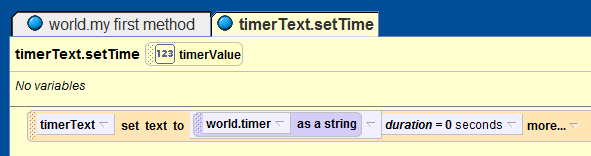 world.my first method timerText.setTime
timerText.setTime 123 timerValue
No variables
timerText set text to world.timer as a string duration = 0 seconds more...